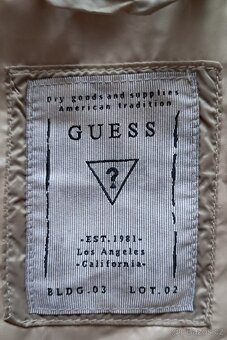 Dry goods and supplies
American tradition
GUESS
?
-EST. 1981-
Los Angeles
-California-
BLDG.03 LOT.02